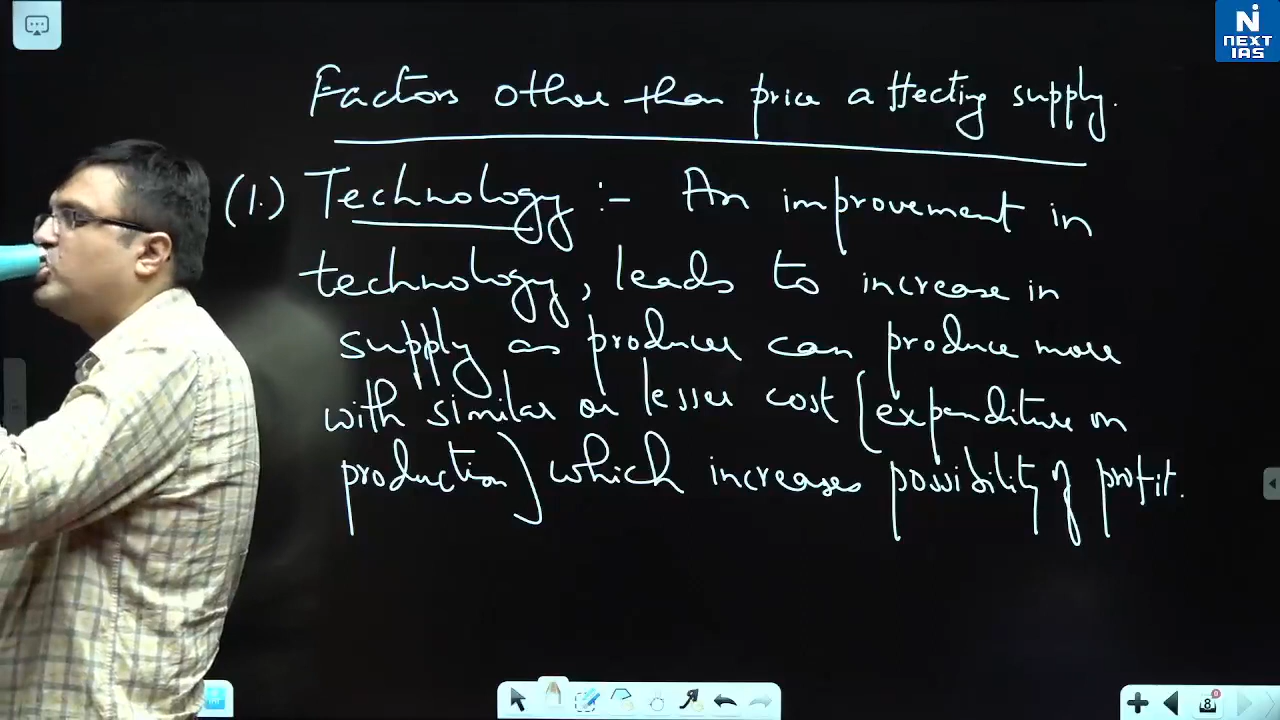 NEXT
IAS
Factors other than price affecting supply.
(1.) Technology :- An improvement in
technology, leads to increase in
supply as producer can produce more
with similar or lesser cost [expenditure on
production] which increases possibility of profit.
8